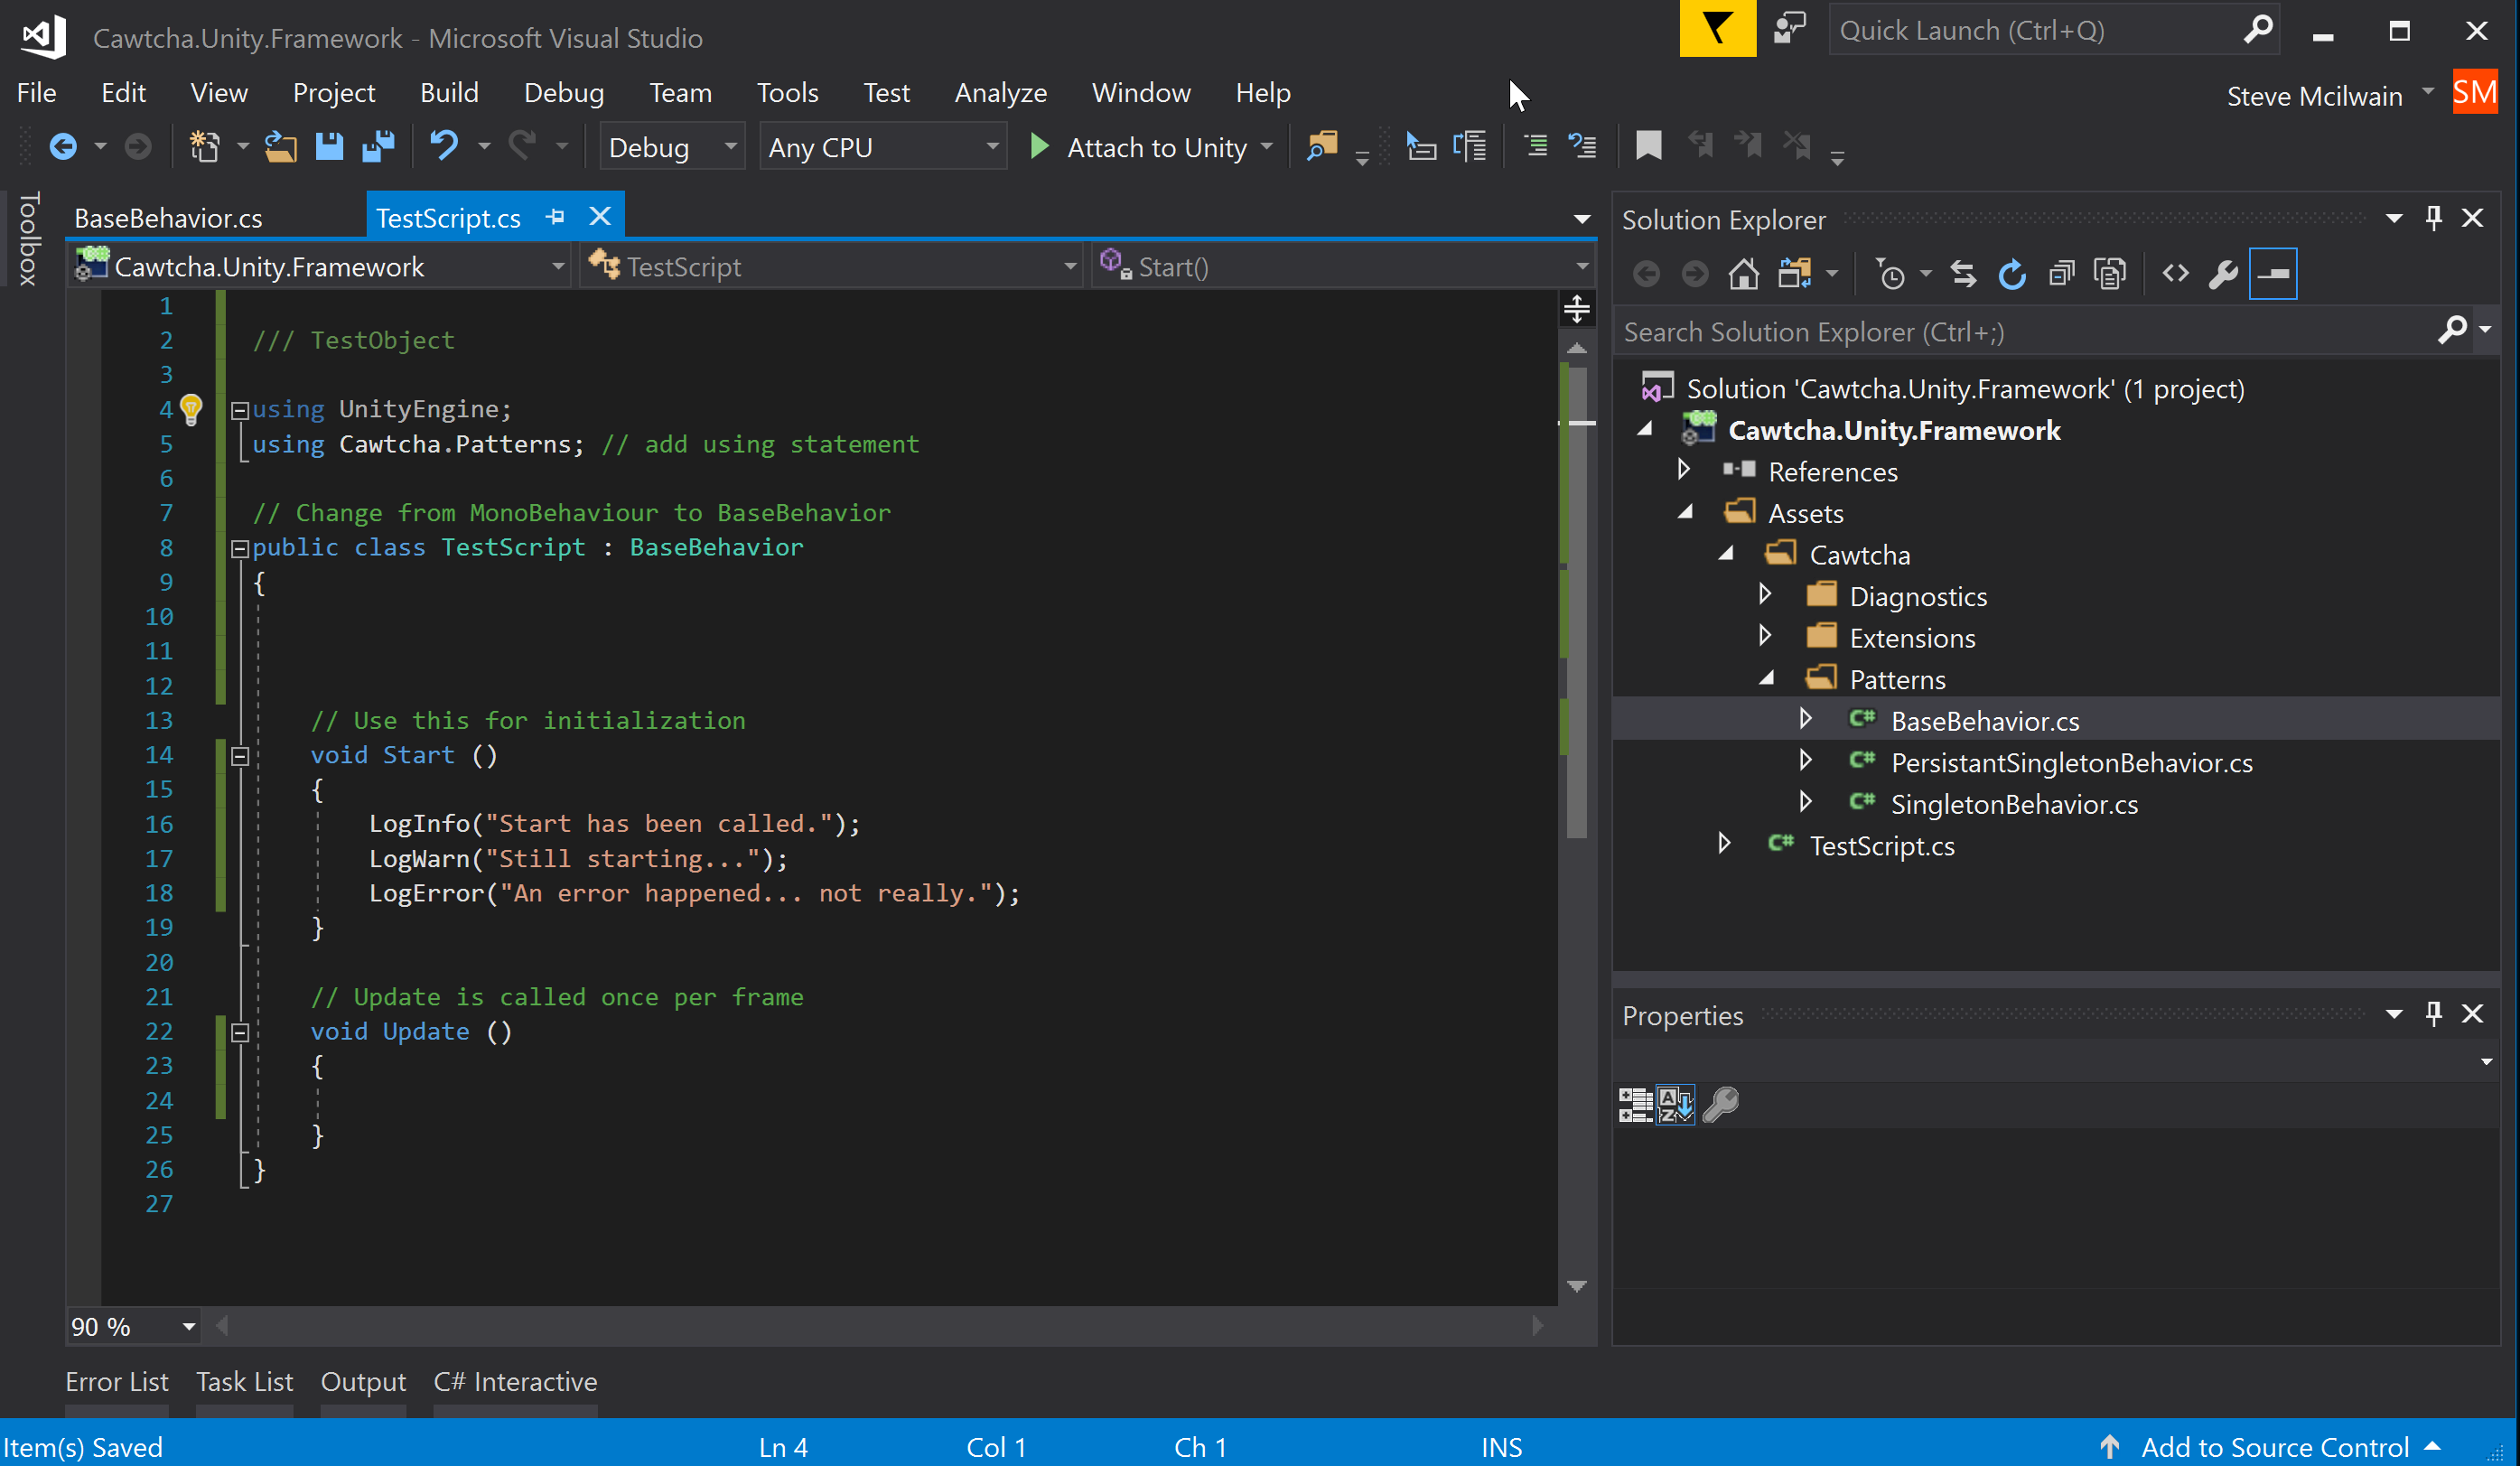 Cawtcha.Unity.Framework - Microsoft Visual Studio
Quick Launch (Ctrl+Q)
File Edit View Project Build Debug Team Tools Test Analyze Window Help
Steve Mcilwain SM
Debug Any CPU Attach to Unity
Toolbox
BaseBehavior.cs TestScript.cs
Cawtcha.Unity.Framework TestScript Start()
1
2 /// TestObject
3
4 using UnityEngine;
5 using Cawtcha.Patterns; // add using statement
6
7 // Change from MonoBehaviour to BaseBehavior
8 public class TestScript : BaseBehavior
9 {
10
11
12
13 // Use this for initialization
14 void Start ()
15 {
16 LogInfo("Start has been called.");
17 LogWarn("Still starting...");
18 LogError("An error happened... not really.");
19 }
20
21 // Update is called once per frame
22 void Update ()
23 {
24
25 }
26 }
27
90 %
Solution Explorer
Search Solution Explorer (Ctrl+;)
Solution 'Cawtcha.Unity.Framework' (1 project)
Cawtcha.Unity.Framework
References
Assets
Cawtcha
Diagnostics
Extensions
Patterns
C# BaseBehavior.cs
C# PersistantSingletonBehavior.cs
C# SingletonBehavior.cs
C# TestScript.cs
Properties
Error List Task List Output C# Interactive
Item(s) Saved Ln 4 Col 1 Ch 1 INS Add to Source Control